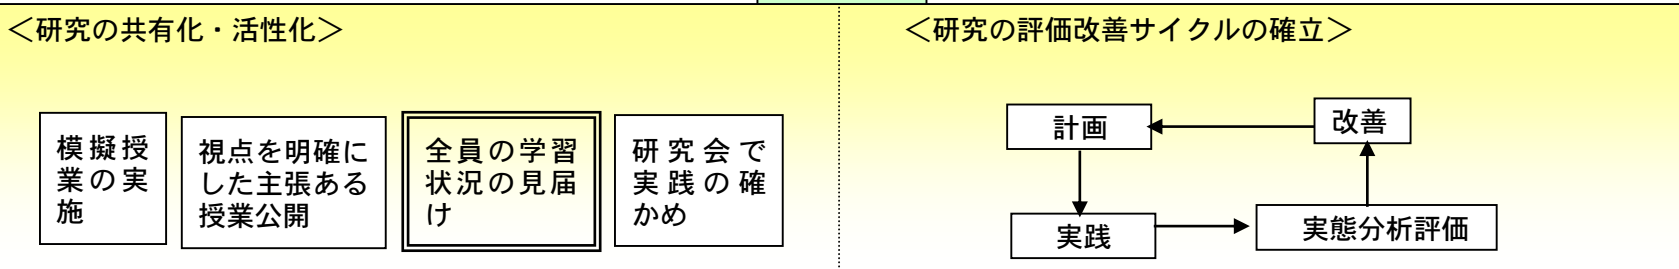 ＜研究の共有化・活性化＞
模擬授
業の実
施
視点を明確に
した主張ある
授業公開
全員の学習
状況の見届
け
研究会で
実践の確
かめ
＜研究の評価改善サイクルの確立＞
計画
改善
実践
実態分析評価